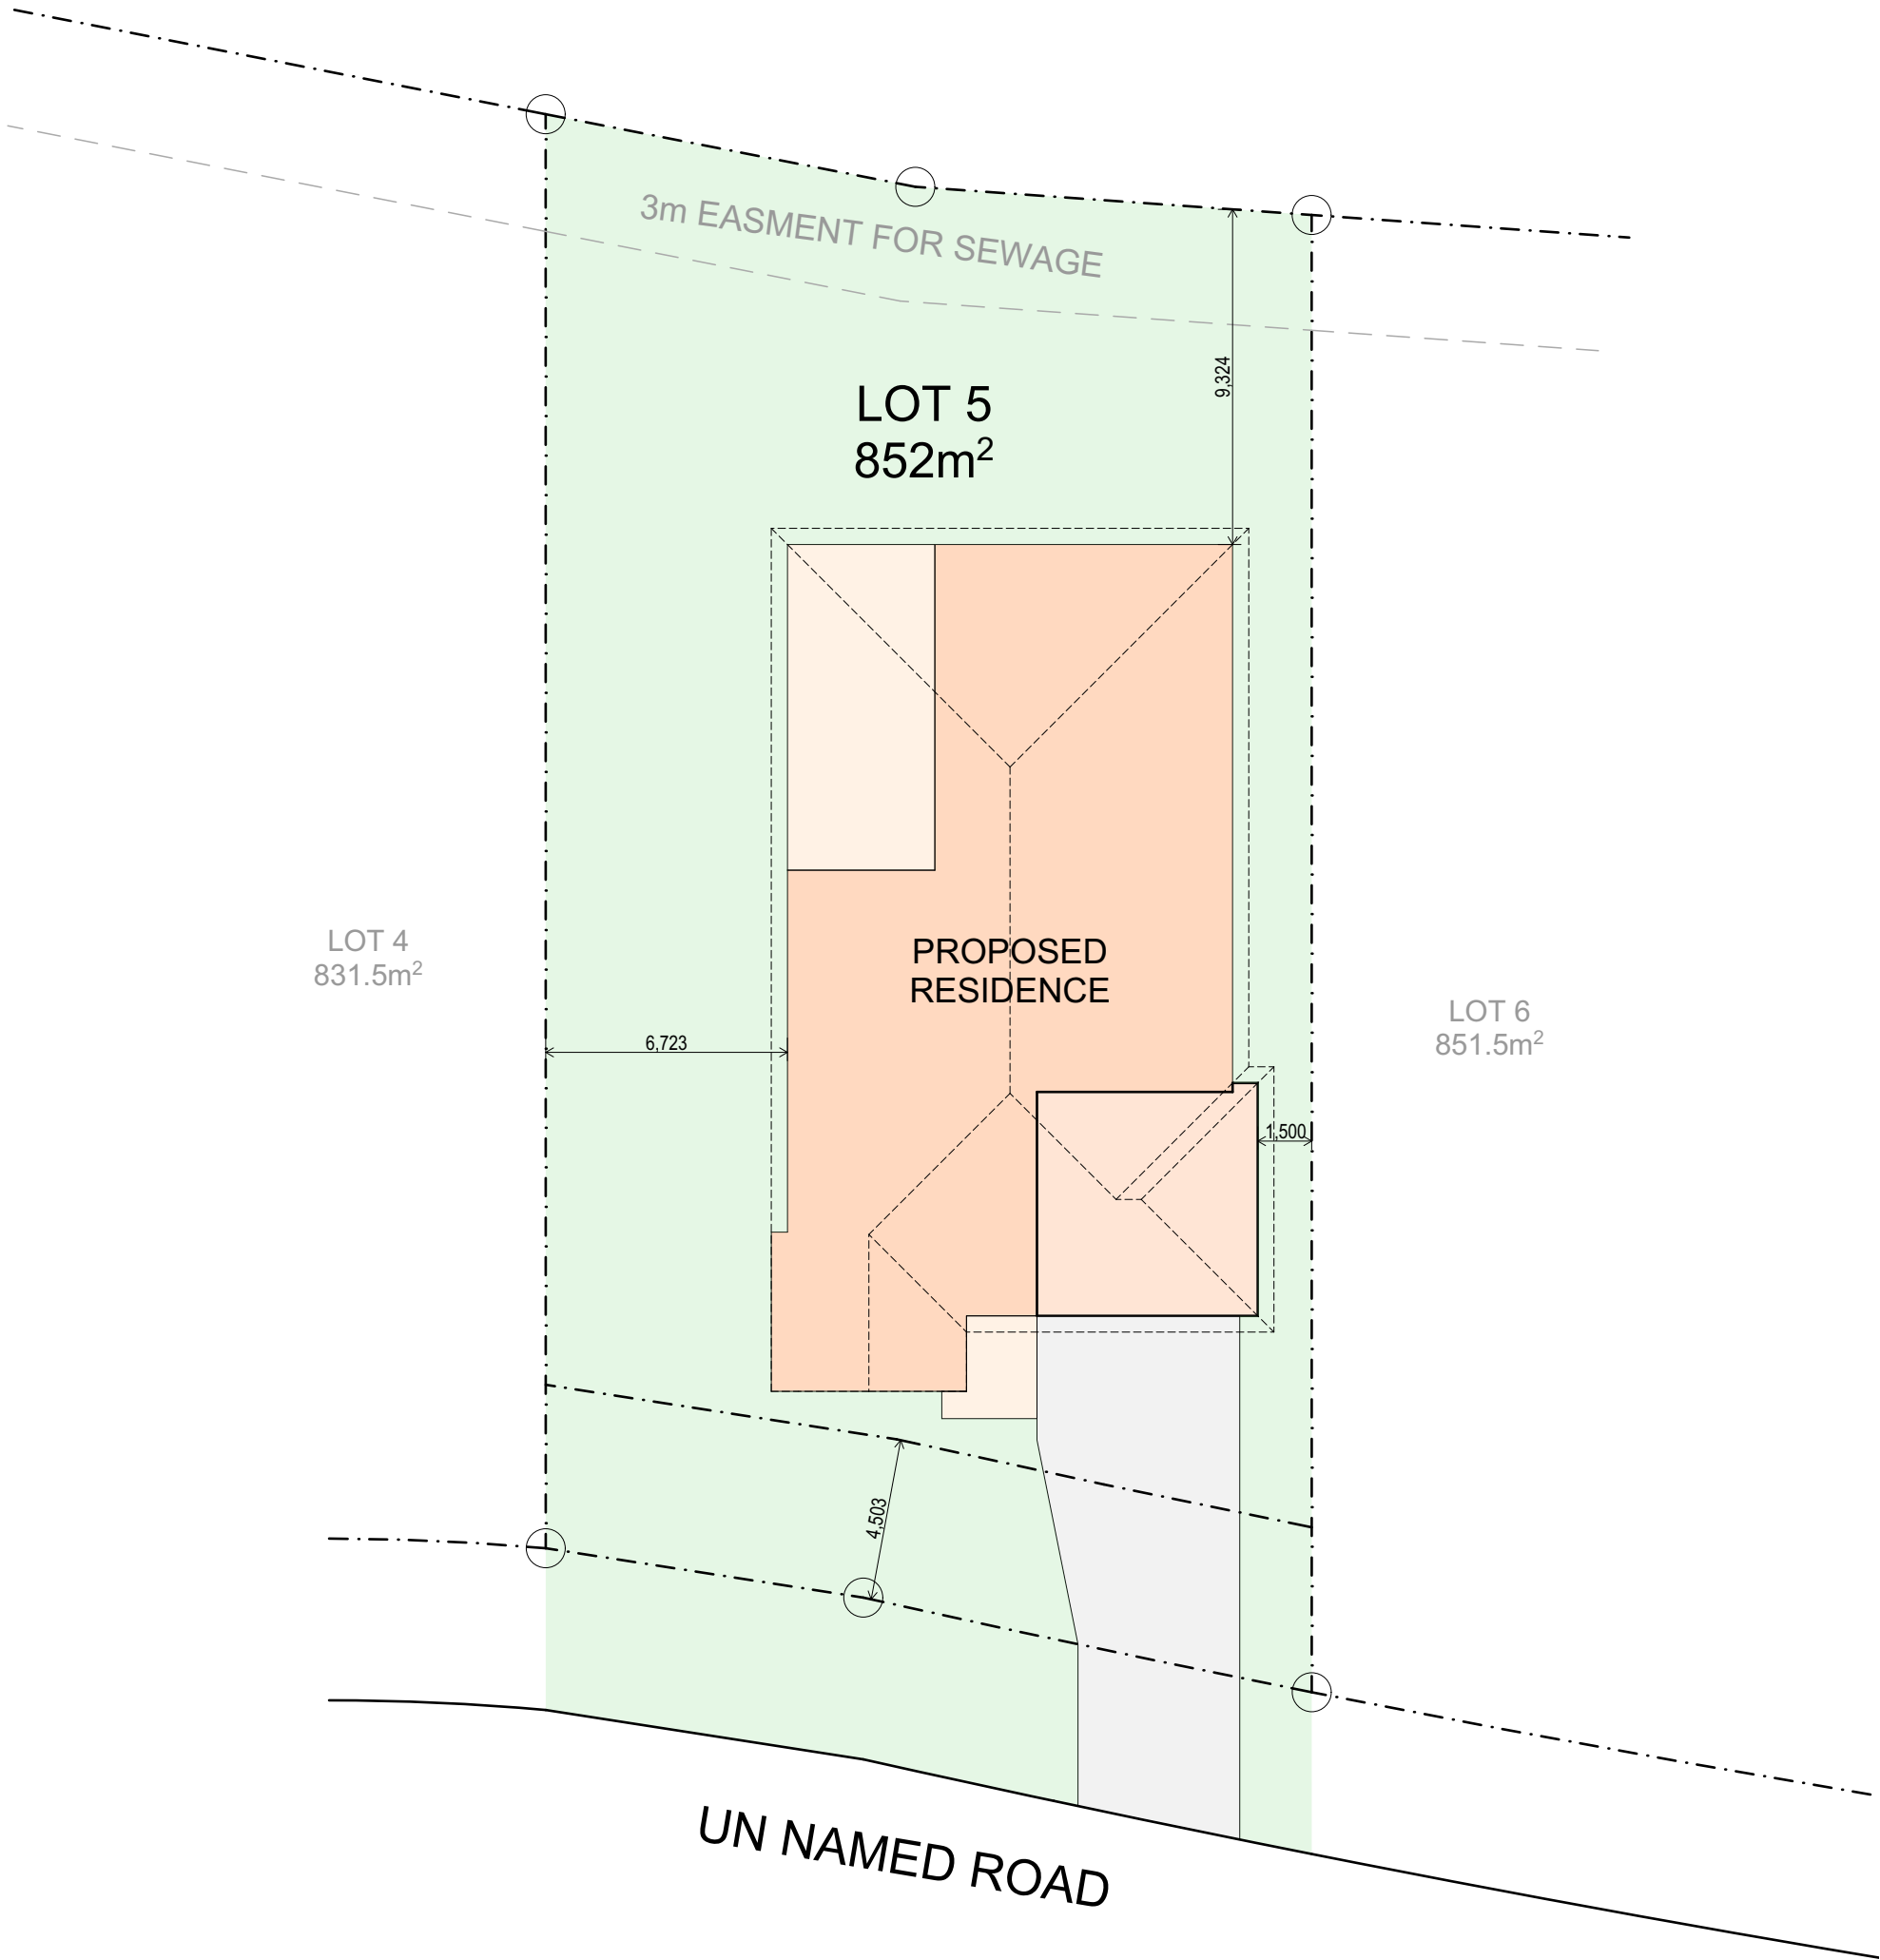 3m EASMENT FOR SEWAGE
9,324
LOT 5
852m²
LOT 4
831.5m²
PROPOSED
RESIDENCE
LOT 6
851.5m²
6,723
1,500
4,503
UN NAMED ROAD